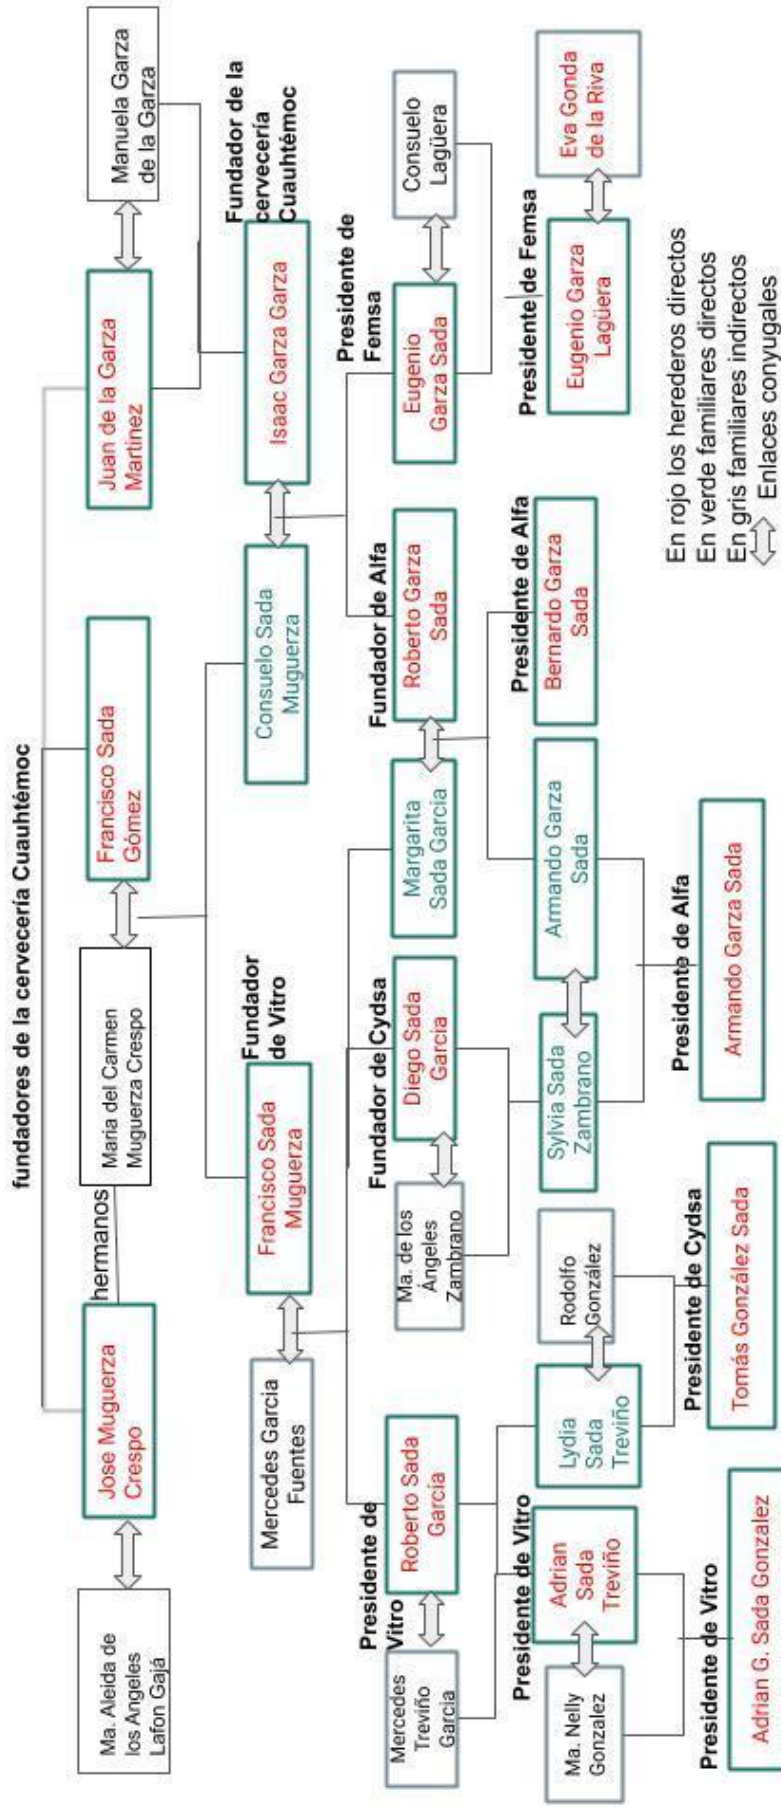 fundadores de la cervecería Cuauhtémoc
Ma. Aleida de
los Angeles
Lafon Gajá
Jose Muguerza
Crespo
hermanos
Maria del Carmen
Muguerza Crespo
Francisco Sada
Gómez
Juan de la Garza
Martinez
Manuela Garza
de la Garza
Mercedes Garcia
Fuentes
Francisco Sada
Muguerza
Fundador
de Vitro
Consuelo Sada
Muguerza
Isaac Garza Garza
Fundador de la
cervecería
Cuauhtémoc
Presidente de
Vitro
Mercedes
Treviño
Garcia
Roberto Sada
Garcia
Fundador de Cydsa
Ma. de los
Ángeles
Zambrano
Diego Sada
Garcia
Margarita
Sada Garcia
Fundador de Alfa
Roberto Garza
Sada
Presidente de
Femsa
Eugenio
Garza Sada
Consuelo
Lagüera
Presidente de Vitro
Ma. Nelly
Gonzalez
Adrian
Sada
Treviño
Lydia
Sada
Treviño
Rodolfo
González
Sylvia Sada
Zambrano
Armando Garza
Sada
Presidente de Alfa
Bernardo Garza
Sada
Presidente de Femsa
Eugenio Garza
Lagüera
Eva Gonda
de la Riva
Presidente de Vitro
Adrian G. Sada Gonzalez
Presidente de Cydsa
Tomás González Sada
Presidente de Alfa
Armando Garza Sada
En rojo los herederos directos
En verde familiares directos
En gris familiares indirectos
Enlaces conyugales